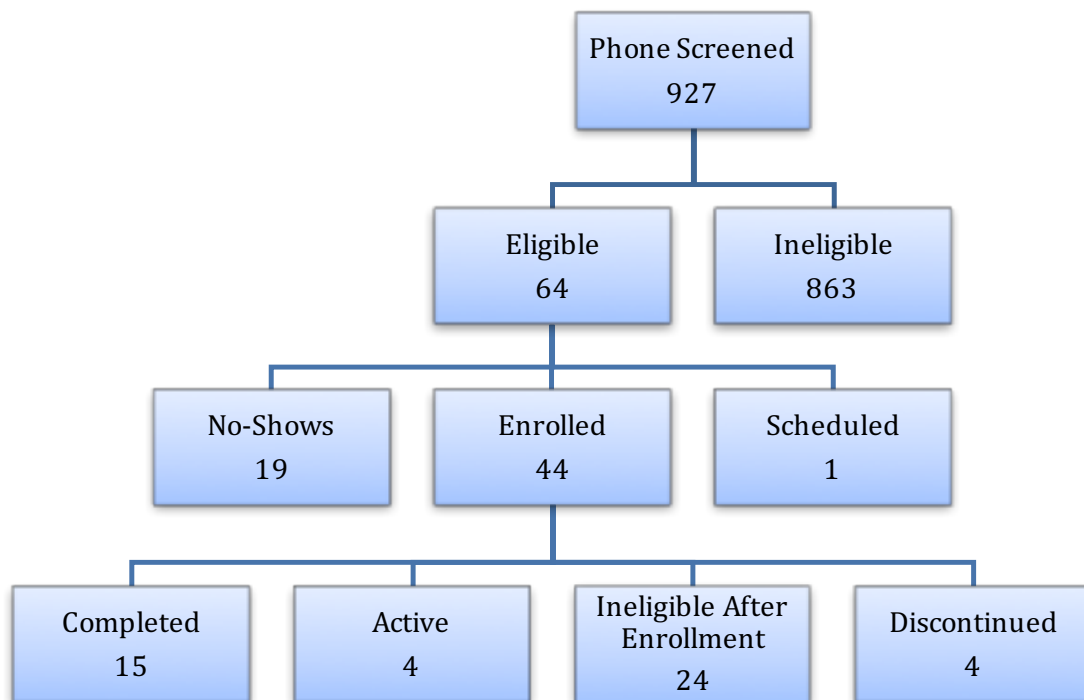 Phone Screened
927
Eligible
64
Ineligible
863
No-Shows
19
Enrolled
44
Scheduled
1
Completed
15
Active
4
Ineligible After
Enrollment
24
Discontinued
4